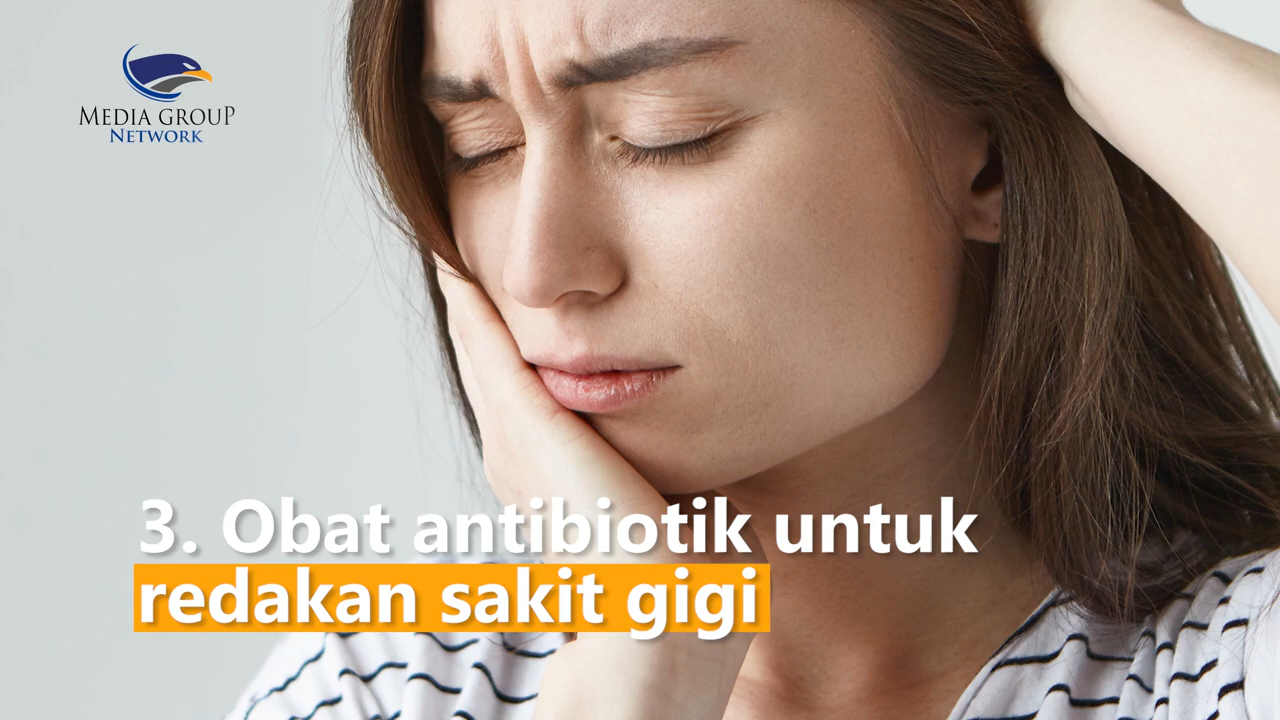 MEDIA GROUP
NETWORK
3. Obat antibiotik untuk
redakan sakit gigi